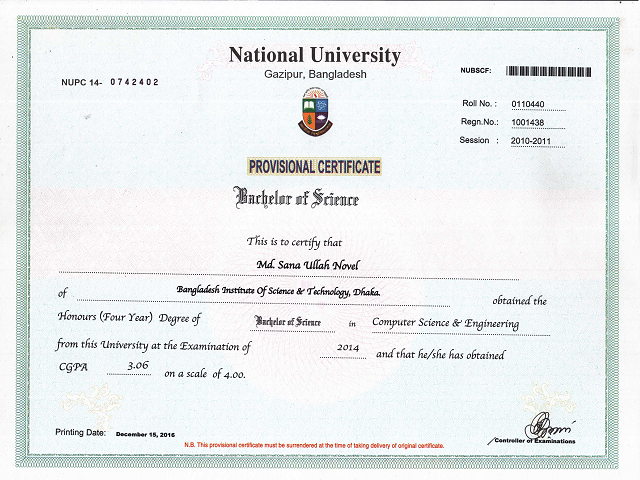 National University
Gazipur, Bangladesh
NUPC 14- 0742402
NUBSCF:
Roll No. : 0110440
Regn.No.: 1001438
Session : 2010-2011
PROVISIONAL CERTIFICATE
Bachelor of Science
This is to certify that
Md. Sana Ullah Novel
of Bangladesh Institute Of Science & Technology, Dhaka. obtained the
Honours (Four Year) Degree of Bachelor of Science in Computer Science & Engineering
from this University at the Examination of 2014 and that he/she has obtained
CGPA 3.06 on a scale of 4.00.
Printing Date: December 15, 2016
Controller of Examinations
N.B. This provisional certificate must be surrendered at the time of taking delivery of original certificate.